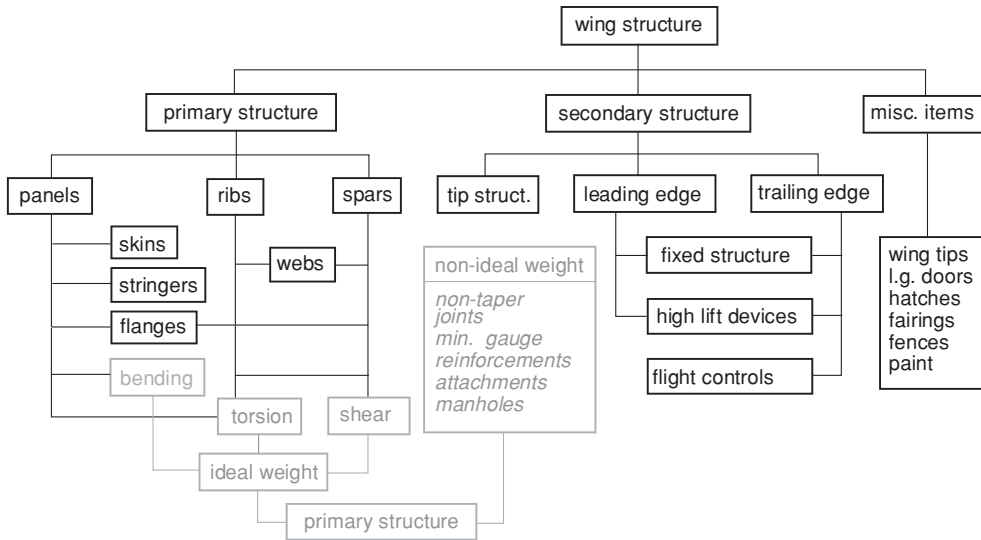 wing structure
primary structure
secondary structure
misc. items
panels
ribs
spars
tip struct.
leading edge
trailing edge
skins
webs
stringers
flanges
bending
torsion
shear
ideal weight
primary structure
non-ideal weight
non-taper
joints
min. gauge
reinforcements
attachments
manholes
fixed structure
high lift devices
flight controls
wing tips
l.g. doors
hatches
fairings
fences
paint